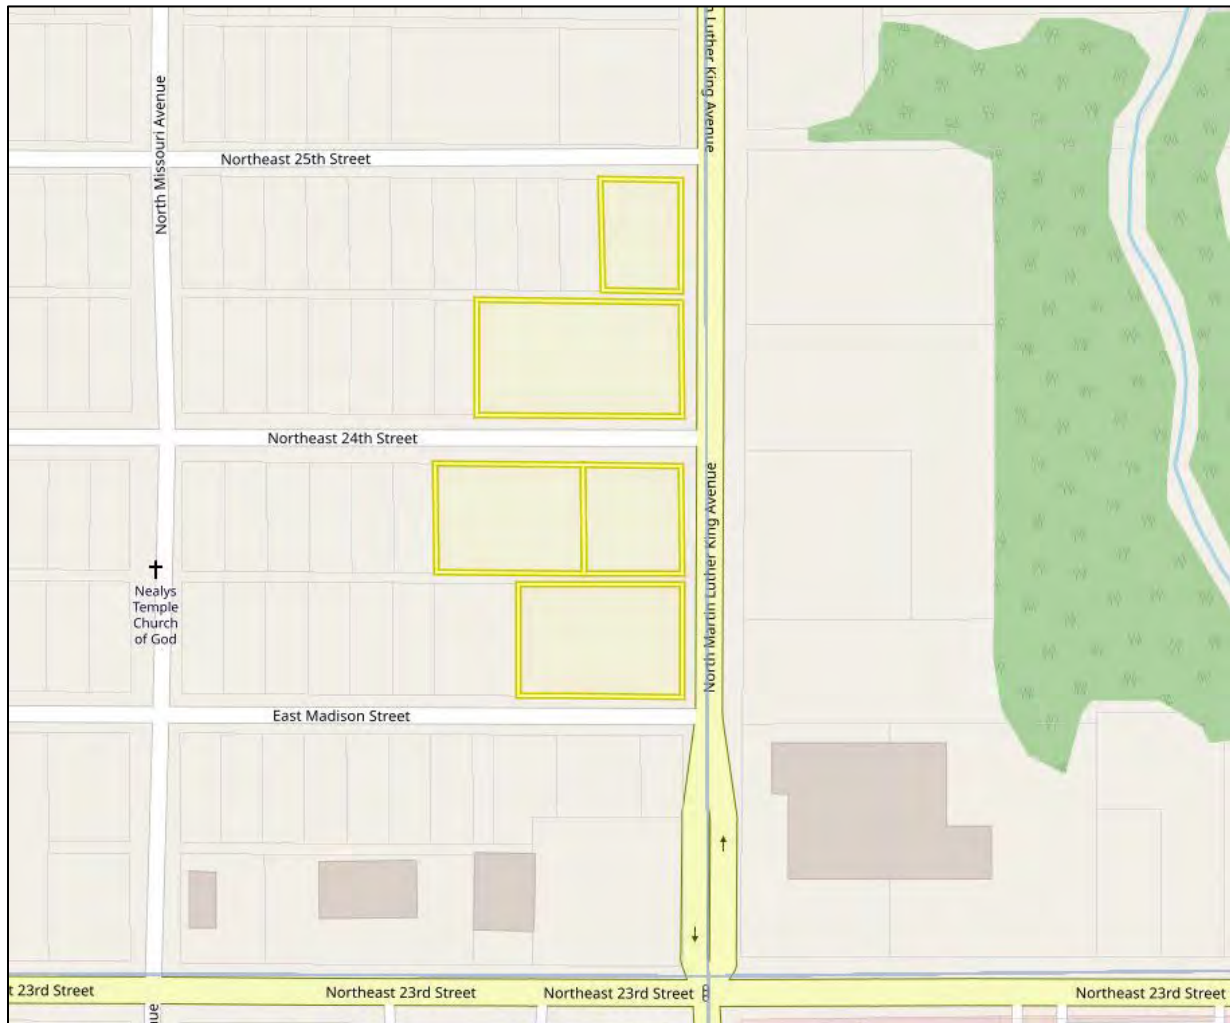 n Luther King Avenue
North Missouri Avenue
Northeast 25th Street
Northeast 24th Street
North Martin Luther King Avenue
Nealys
Temple
Church
of God
East Madison Street
t 23rd Street
Northeast 23rd Street
Northeast 23rd Street
Northeast 23rd Street
nue